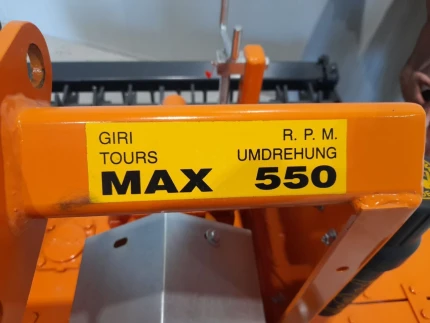 GIRI R. P. M.
TOURS UMDREHUNG
MAX 550